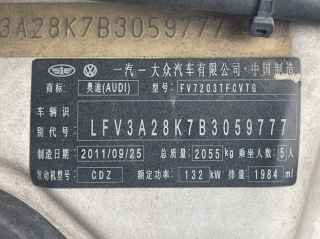 3A28K7B3059777
一汽一大众汽车有限公司·中国制造
商标: 奥迪(AUDI) 型号: FV7203TFCVTG
车辆识
别代号: LFV3A28K7B3059777
制造日期: 2011/09/25 总质量: 2055 kg 乘坐人数: 5 人
发动机型号: CDZ 额定功率: 132 kW 排量: 1984 ml